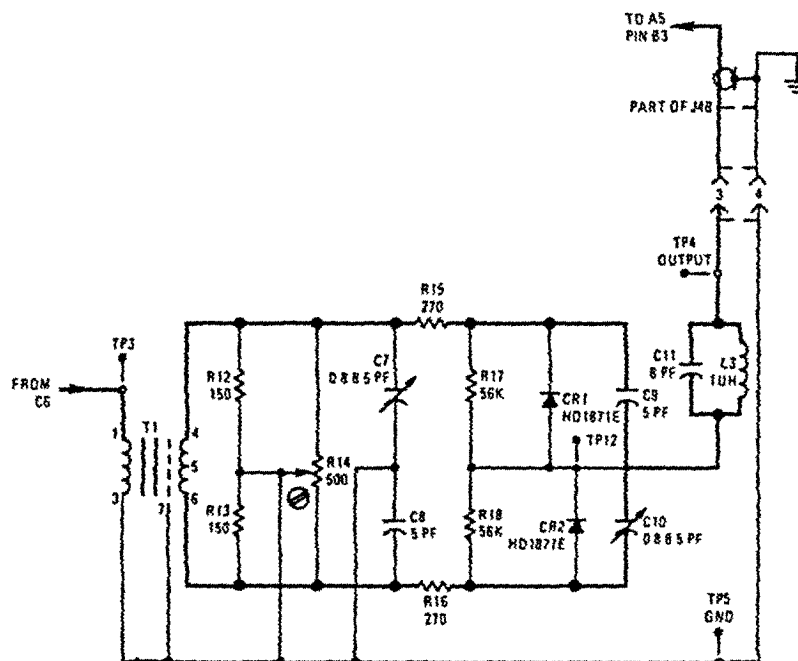 TO A5
PIN B3
PART OF J4B
3
4
TP4
OUTPUT
R15
270
TP3
FROM
C6
T1
1
3
7
4
5
6
R12
150
R13
150
R14
500
C7
0.8 8.5 PF
C8
5 PF
R17
56K
R18
56K
CR1
HD1871E
TP12
CR2
HD1871E
C9
5 PF
C10
0.8 8.5 PF
C11
8 PF
L3
1UH
R16
270
TP5
GND